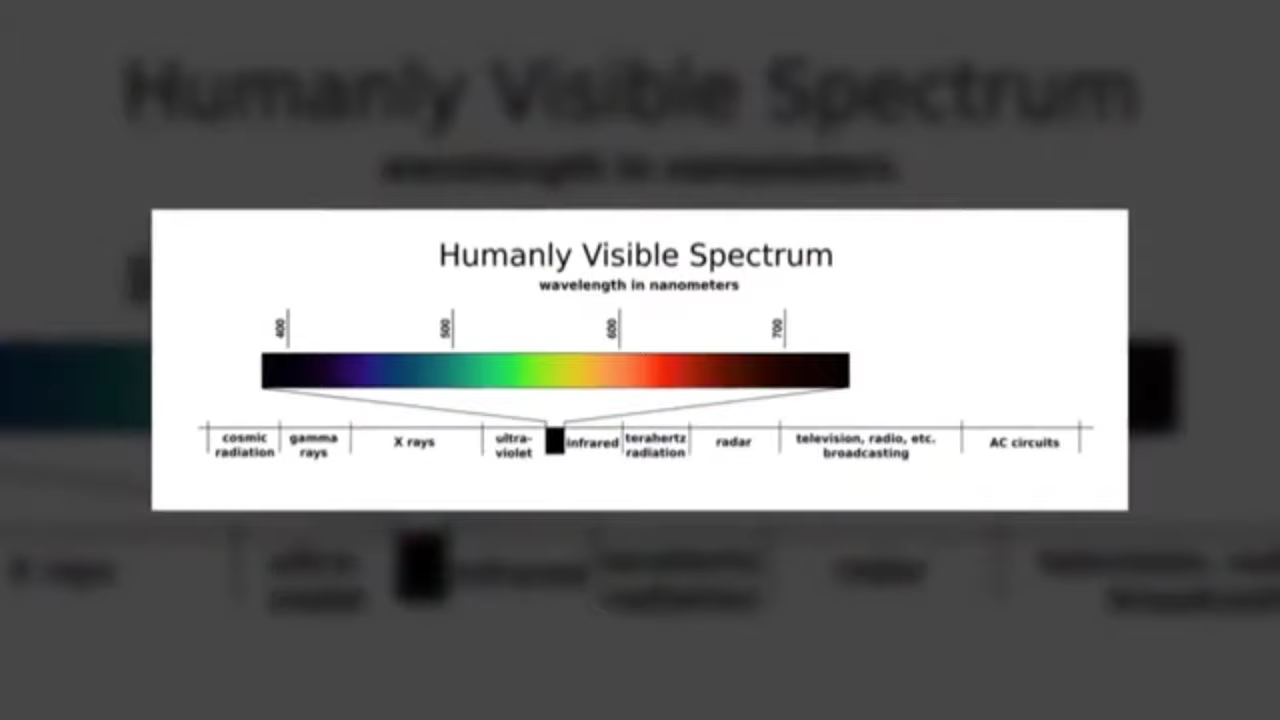 Humanly Visible Spectrum
wavelength in nanometers
400 500 600 700
cosmic radiation
gamma rays
X rays
ultra-violet
infrared
terahertz radiation
radar
television, radio, etc. broadcasting
AC circuits